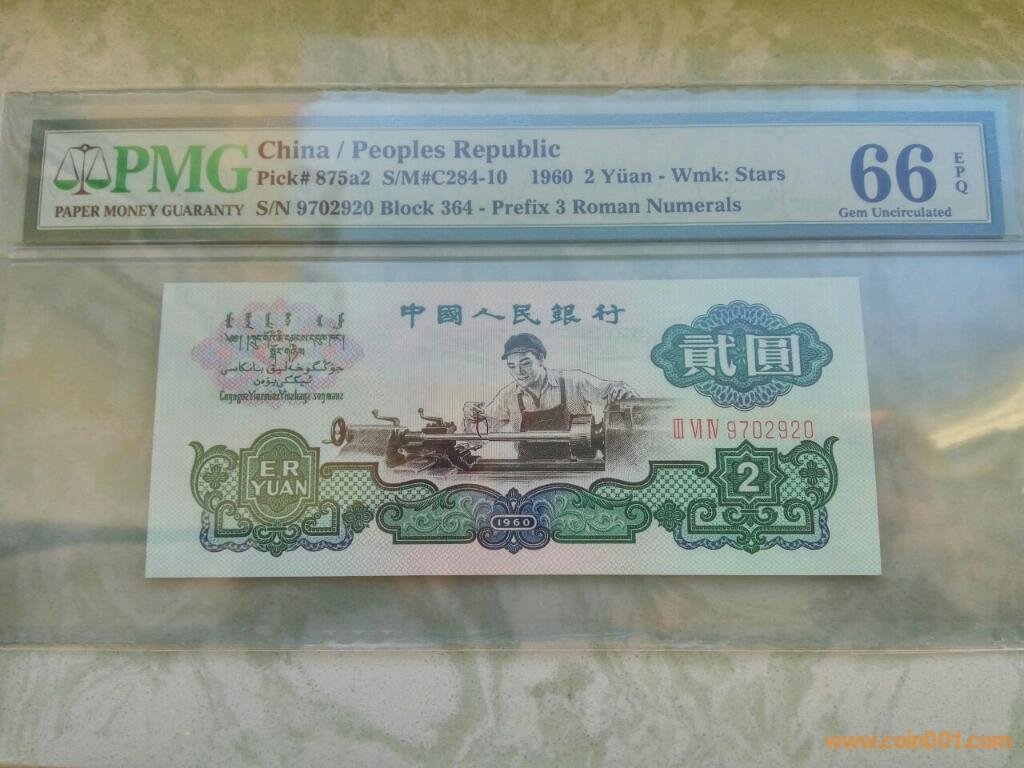 PMG
PAPER MONEY GUARANTY
China / Peoples Republic
Pick# 875a2 S/M#C284-10 1960 2 Yüan - Wmk: Stars
S/N 9702920 Block 364 - Prefix 3 Roman Numerals
66
EPQ
Gem Uncirculated
中國人民銀行
貳圓
III VI IV 9702920
ER
YUAN
2
1960
www.coin001.com